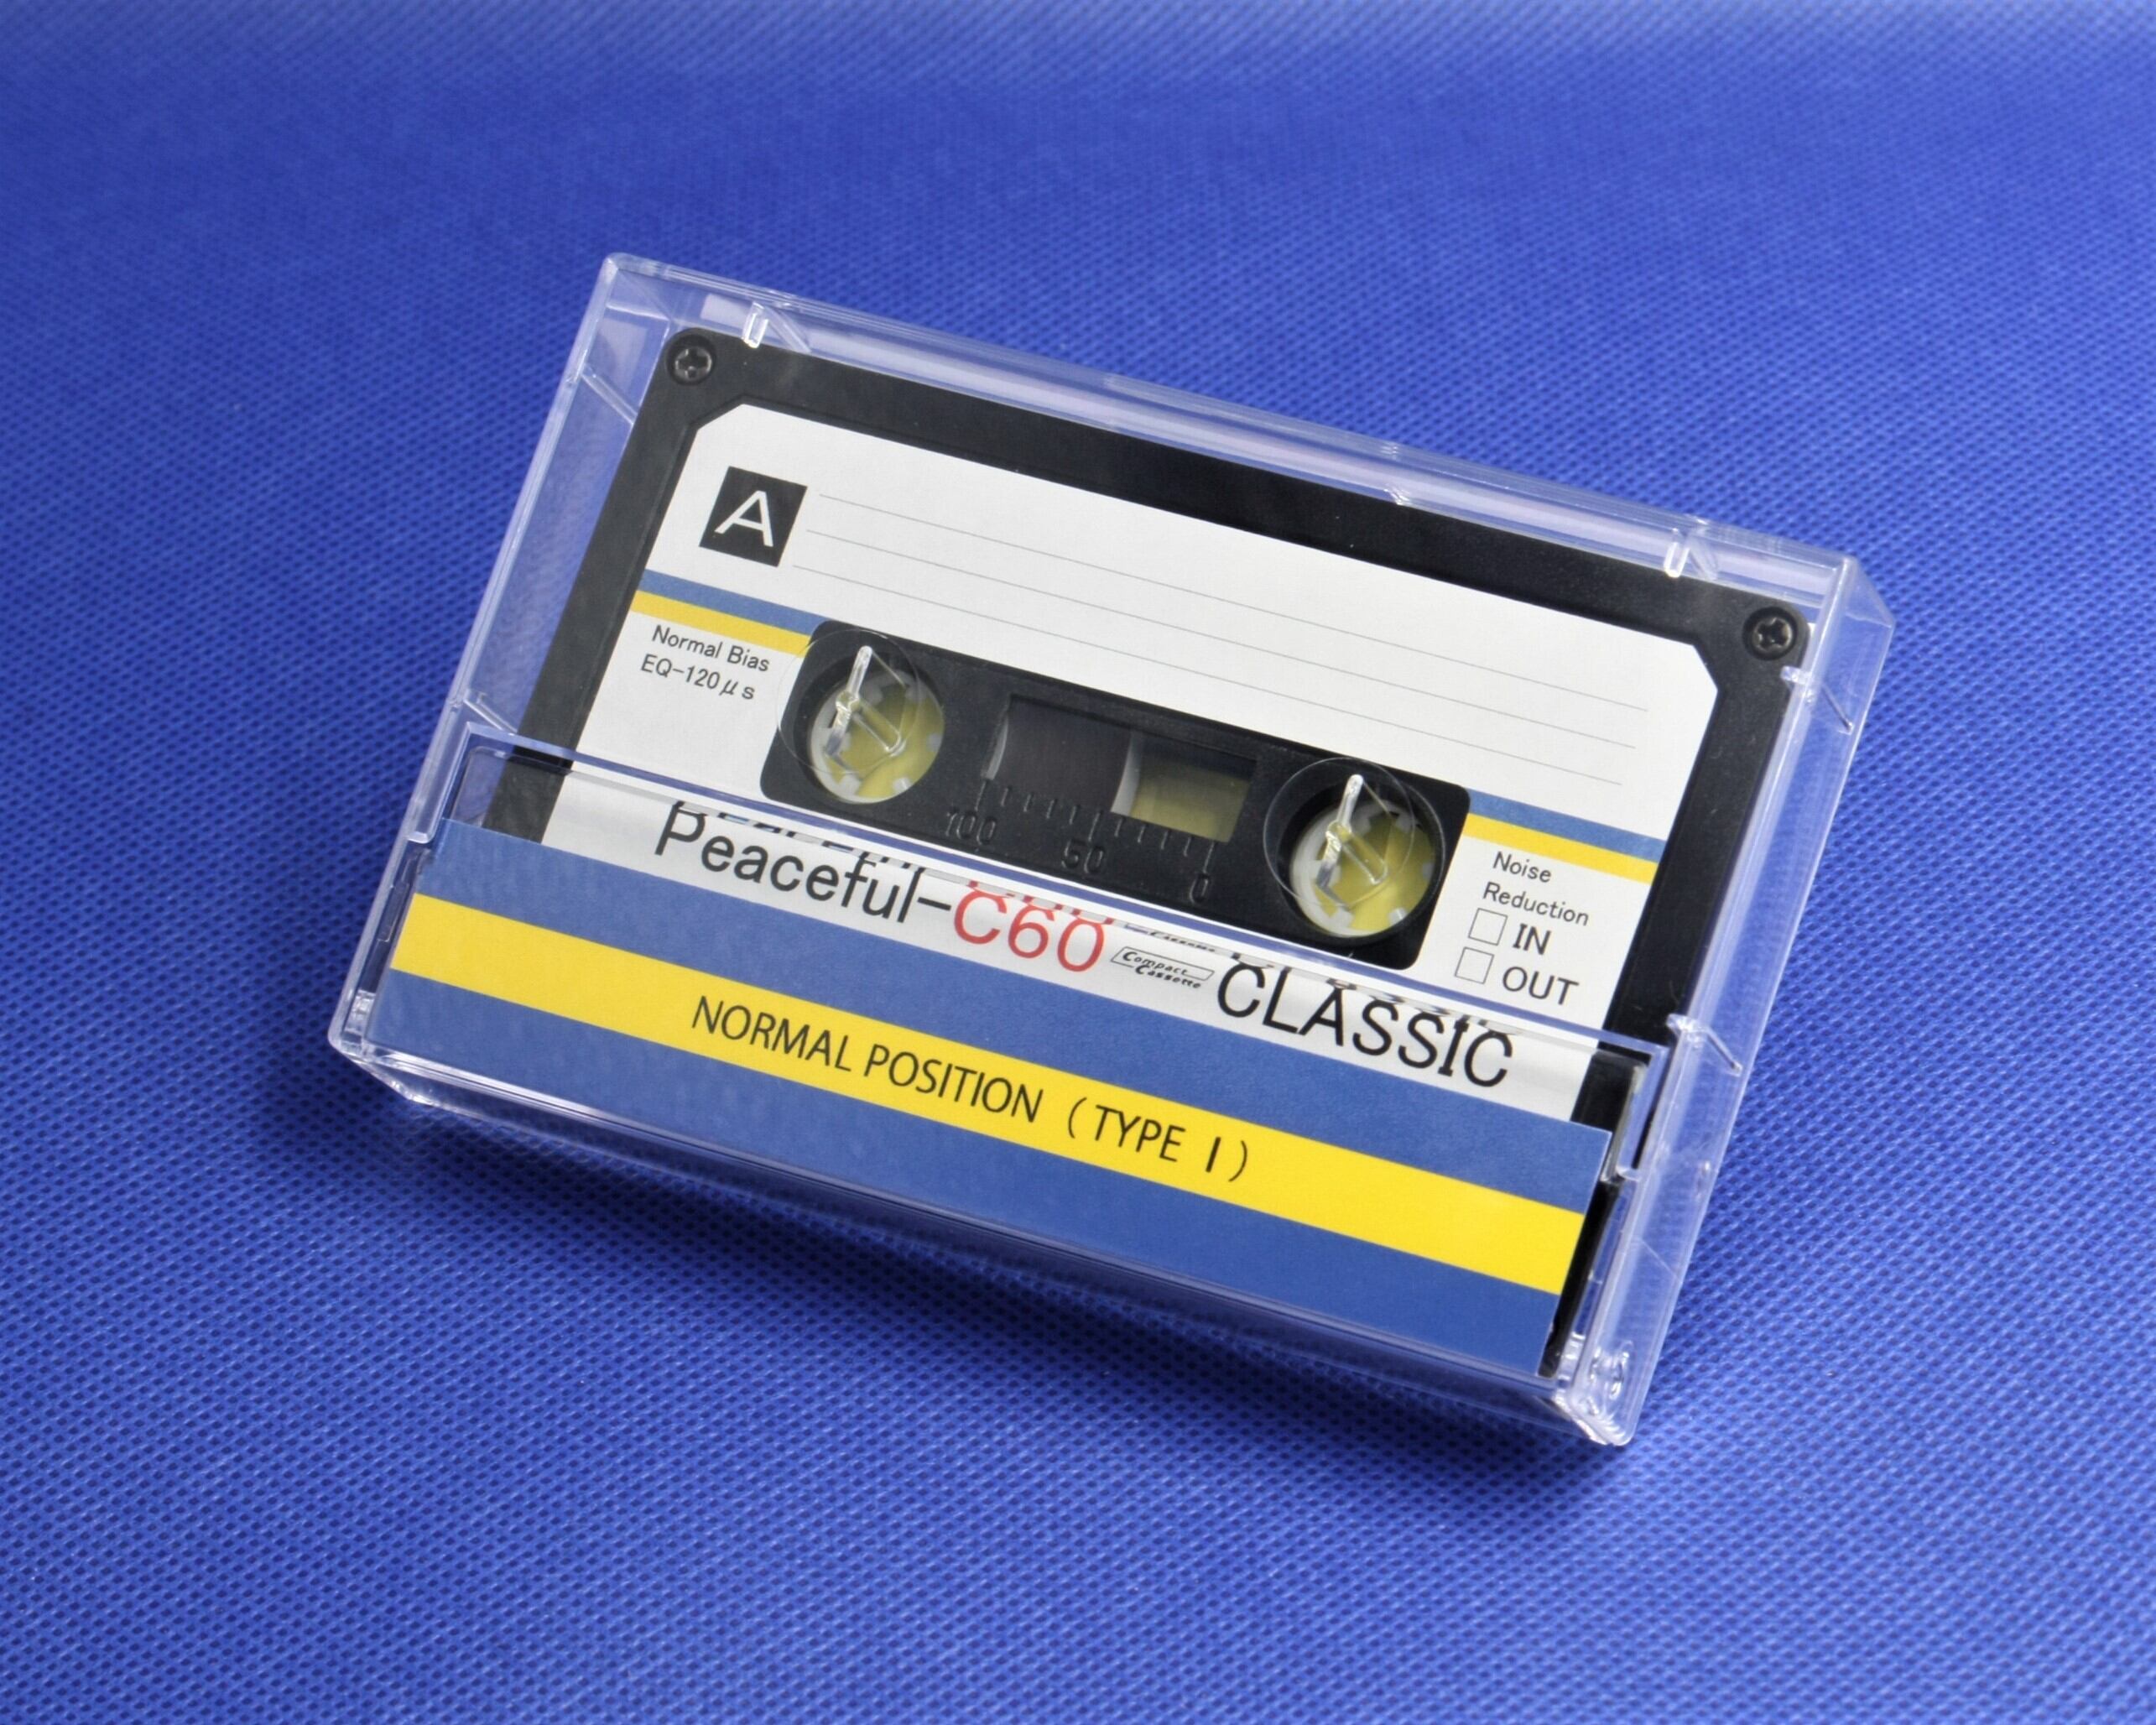 A
Normal Bias
EQ-120μs
100 50 0
Noise
Reduction
IN
OUT
Peaceful-C60 Compact Cassette CLASSIC
NORMAL POSITION (TYPE I)